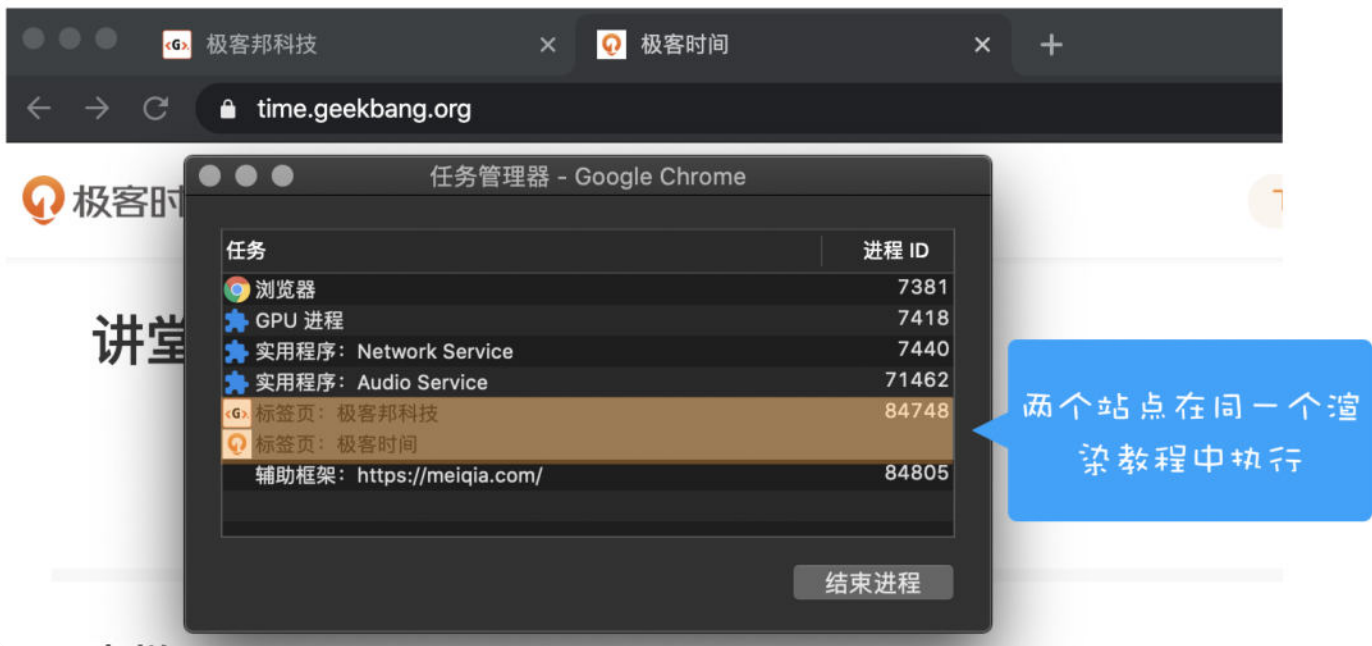 极客邦科技
极客时间
time.geekbang.org
极客时
任务管理器 - Google Chrome
任务 进程 ID
浏览器 7381
GPU 进程 7418
实用程序：Network Service 7440
实用程序：Audio Service 71462
标签页：极客邦科技 84748
标签页：极客时间
辅助框架：https://meiqia.com/ 84805
结束进程
讲堂
两个站点在同一个渲
染教程中执行